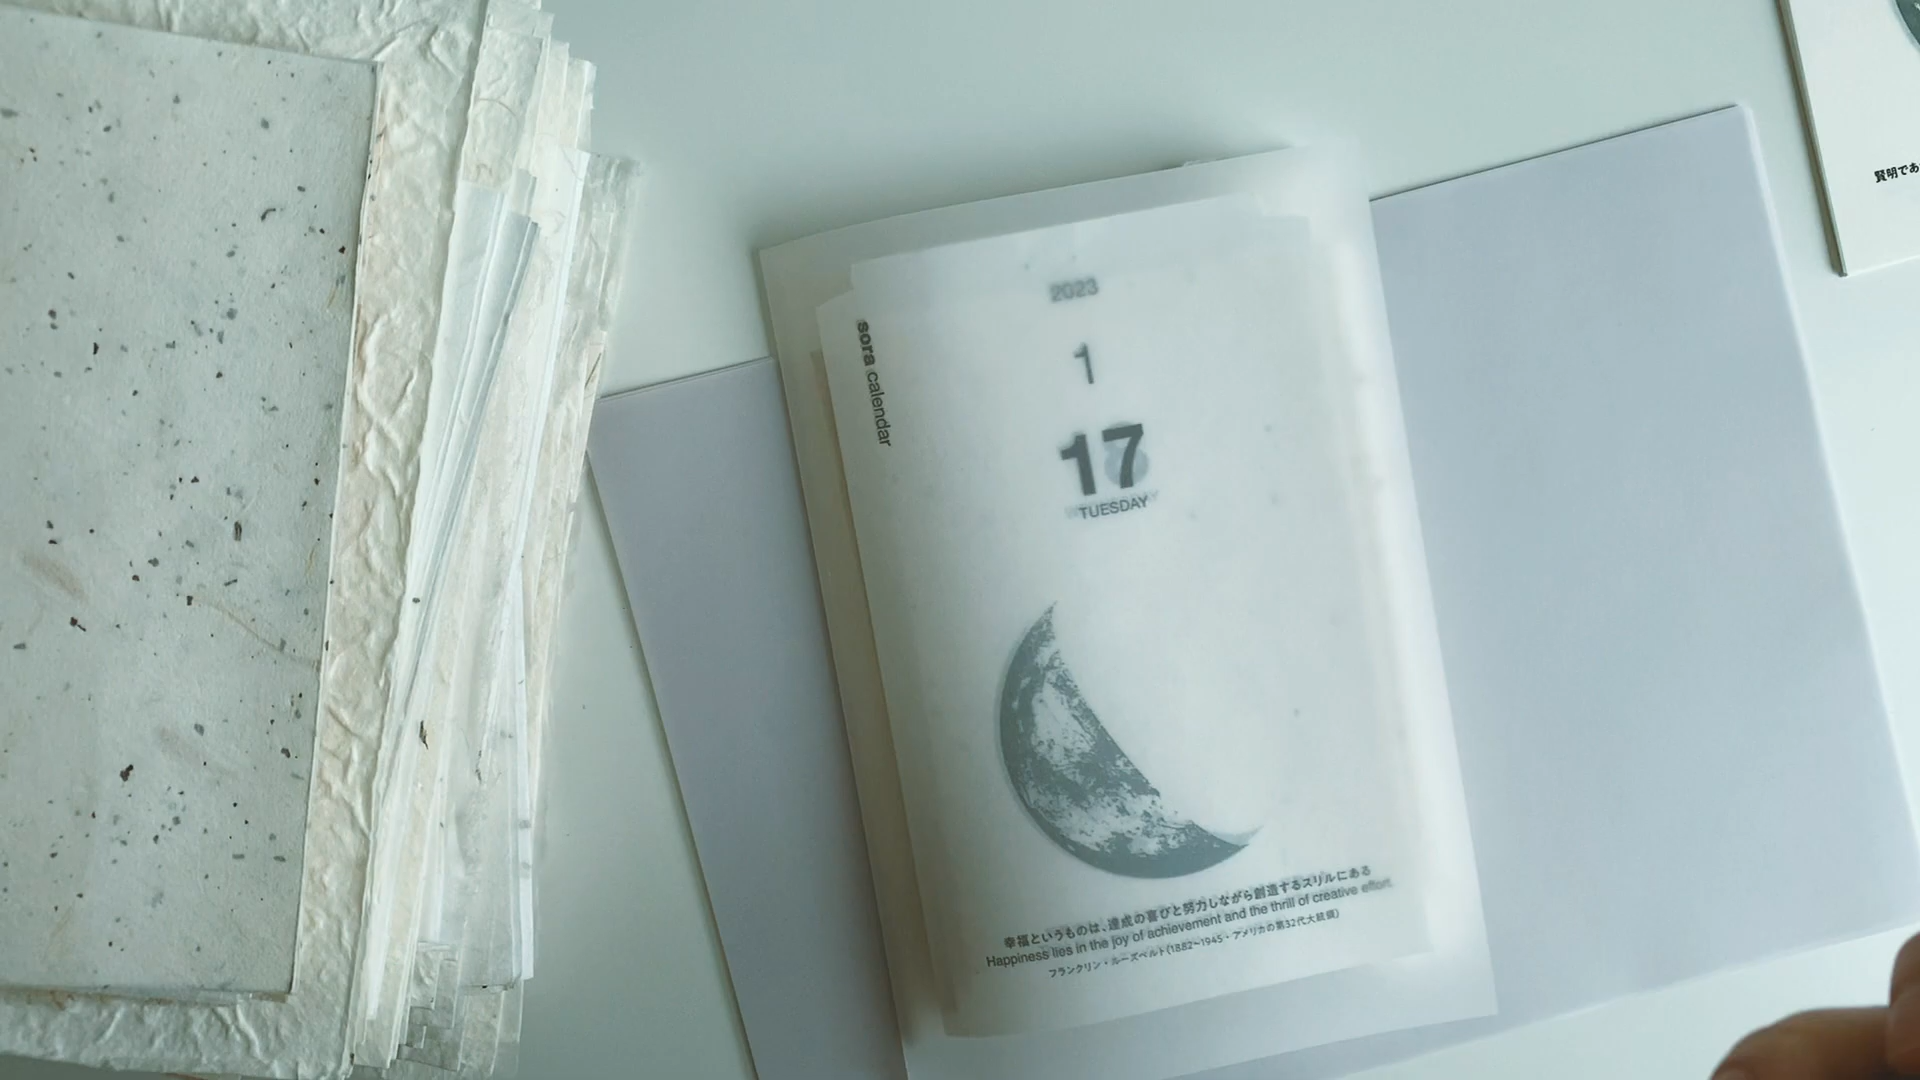 2023
1
17
TUESDAY
sora calendar
幸福というものは、達成の喜びと努力しながら創造するスリルにある
Happiness lies in the joy of achievement and the thrill of creative effort.
フランクリン・ルーズベルト(1882~1945・アメリカの第32代大統領)
賢明であ